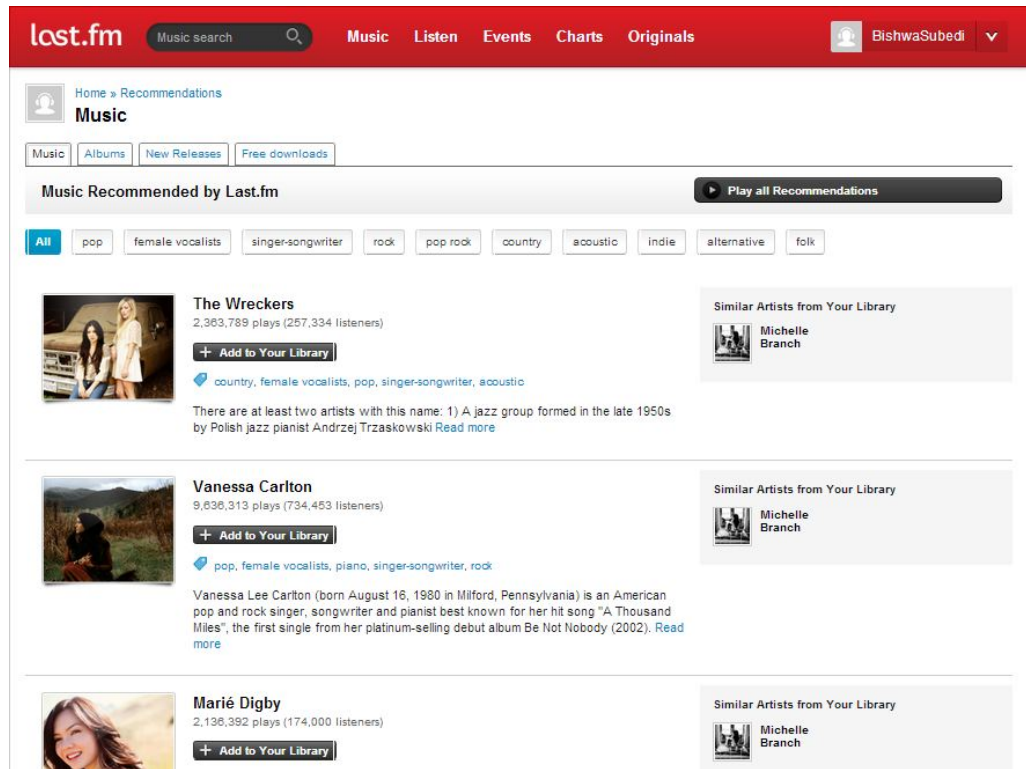 last.fm
Music search
Music Listen Events Charts Originals
BishwaSubedi
Home » Recommendations
Music
Music Albums New Releases Free downloads
Music Recommended by Last.fm
Play all Recommendations
All pop female vocalists singer-songwriter rock pop rock country acoustic indie alternative folk
The Wreckers
2,363,789 plays (257,334 listeners)
+ Add to Your Library
country, female vocalists, pop, singer-songwriter, acoustic
There are at least two artists with this name: 1) A jazz group formed in the late 1950s
by Polish jazz pianist Andrzej Trzaskowski Read more
Similar Artists from Your Library
Michelle
Branch
Vanessa Carlton
9,636,313 plays (734,453 listeners)
+ Add to Your Library
pop, female vocalists, piano, singer-songwriter, rock
Vanessa Lee Carlton (born August 16, 1980 in Milford, Pennsylvania) is an American
pop and rock singer, songwriter and pianist best known for her hit song "A Thousand
Miles", the first single from her platinum-selling debut album Be Not Nobody (2002). Read
more
Similar Artists from Your Library
Michelle
Branch
Marié Digby
2,136,392 plays (174,000 listeners)
+ Add to Your Library
Similar Artists from Your Library
Michelle
Branch